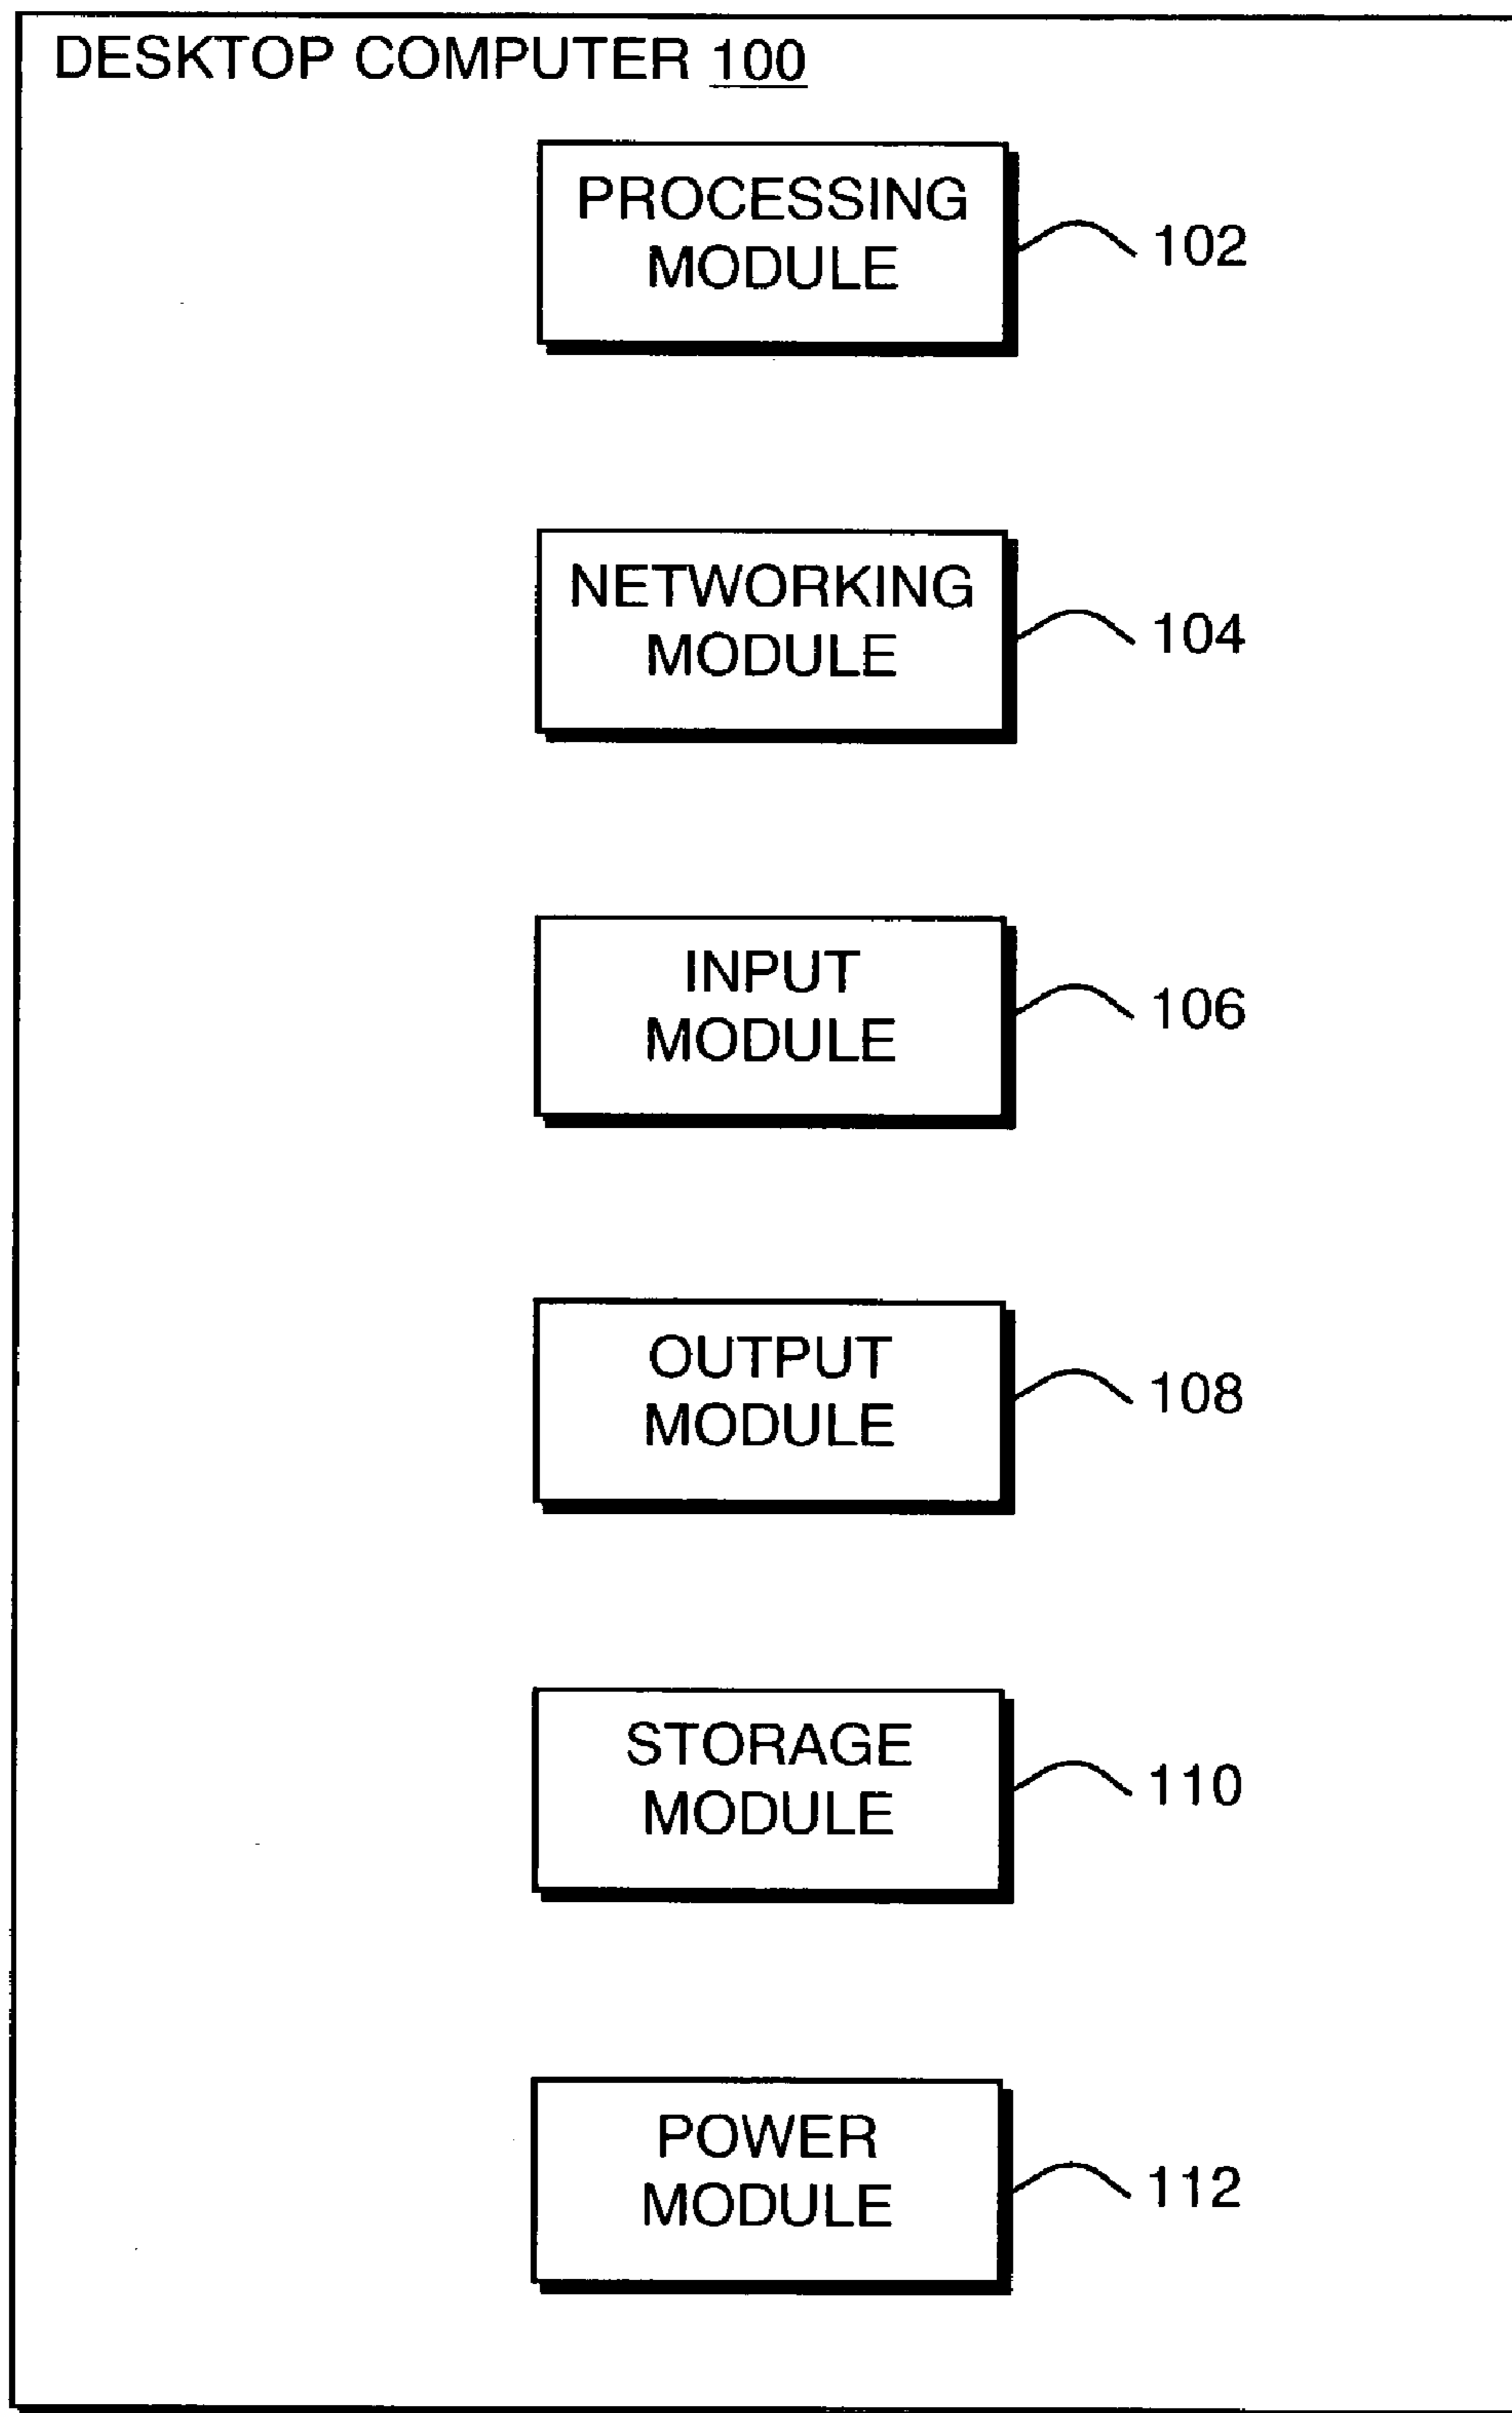 DESKTOP COMPUTER 100
PROCESSING
MODULE
102
NETWORKING
MODULE
104
INPUT
MODULE
106
OUTPUT
MODULE
108
STORAGE
MODULE
110
POWER
MODULE
112